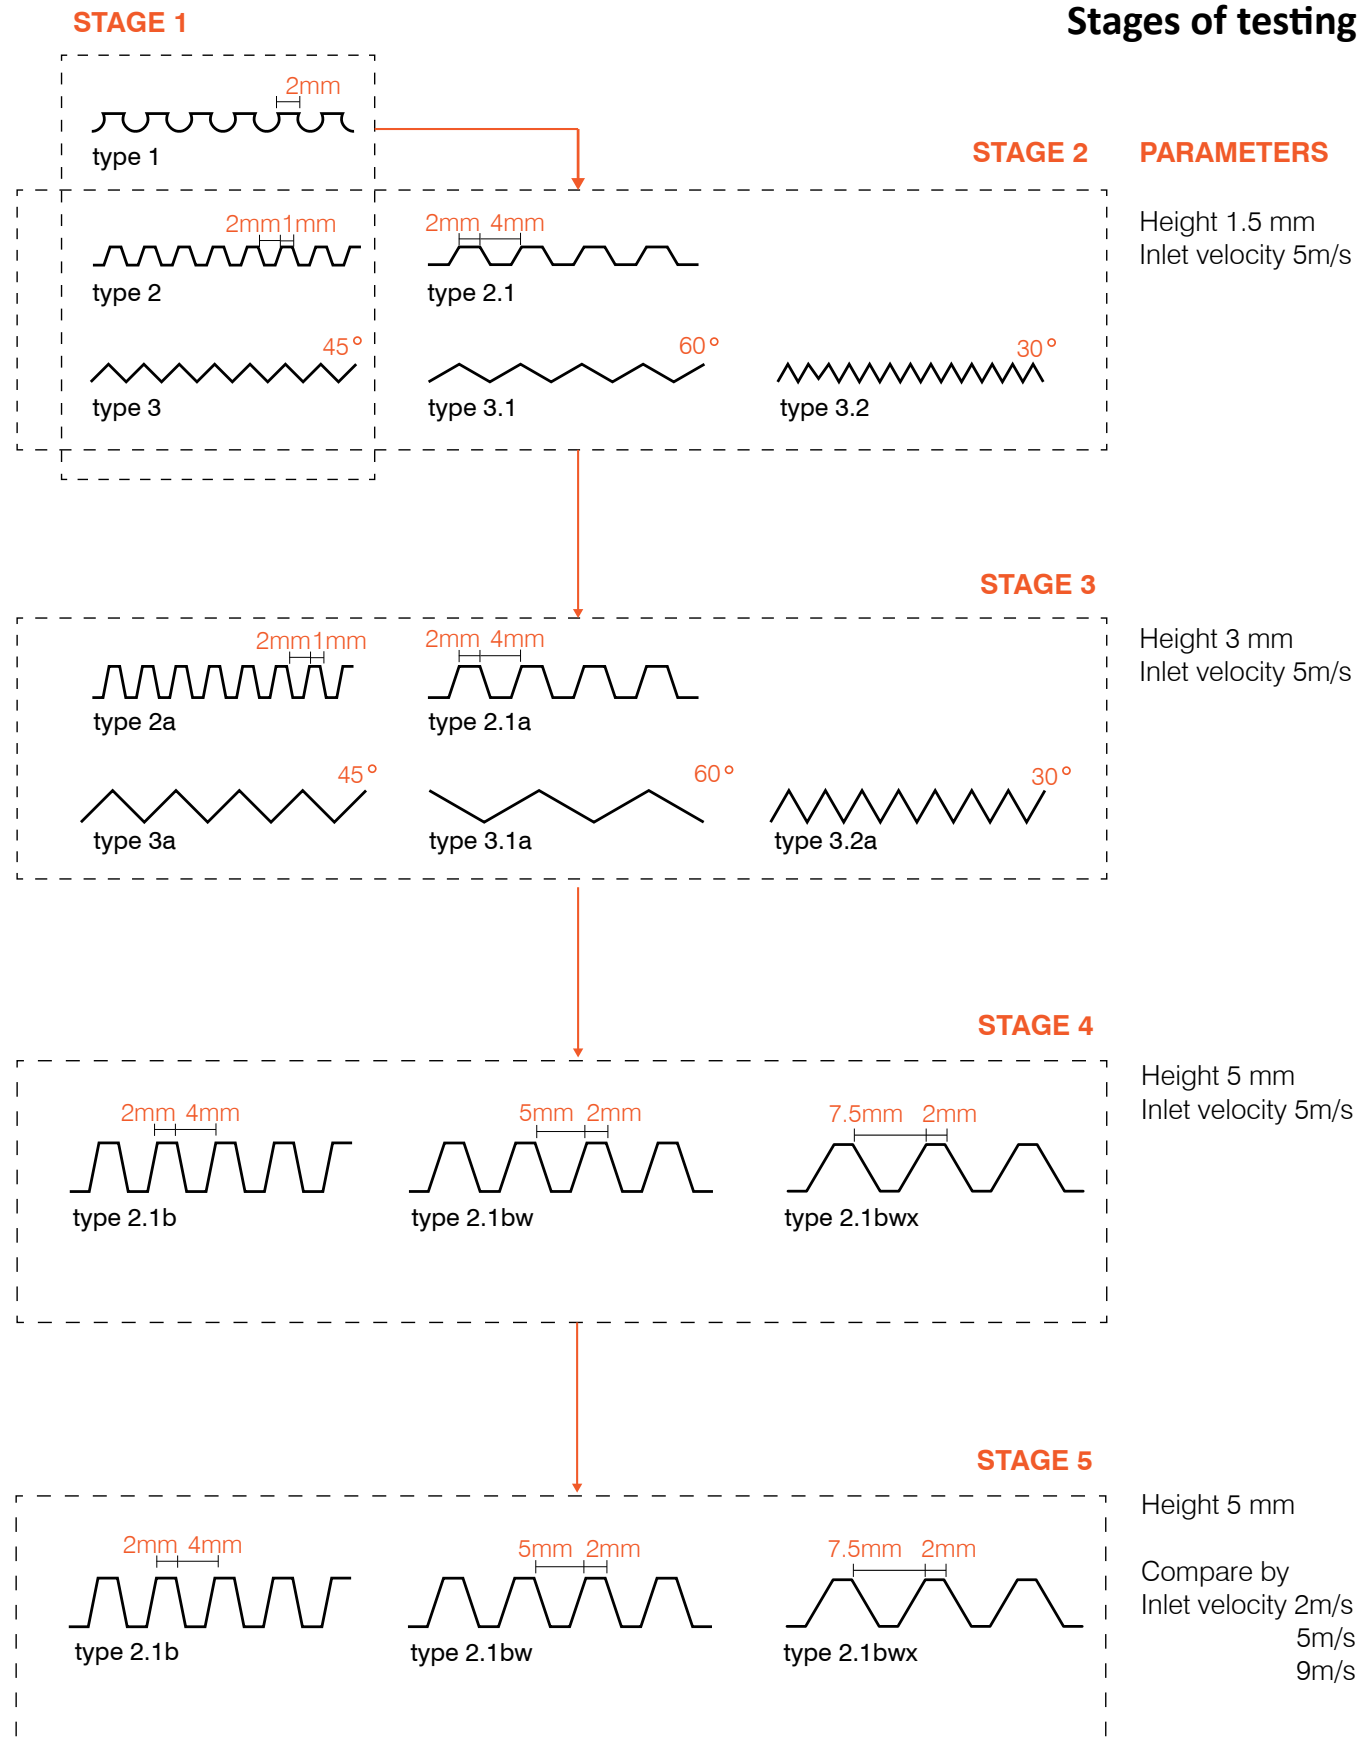 STAGE 1
Stages of testing
2mm
type 1
STAGE 2 PARAMETERS
2mm 1mm 2mm 4mm
Height 1.5 mm
Inlet velocity 5m/s
type 2 type 2.1
45° 60° 30°
type 3 type 3.1 type 3.2
STAGE 3
2mm 1mm 2mm 4mm
Height 3 mm
Inlet velocity 5m/s
type 2a type 2.1a
45° 60° 30°
type 3a type 3.1a type 3.2a
STAGE 4
Height 5 mm
Inlet velocity 5m/s
2mm 4mm 5mm 2mm 7.5mm 2mm
type 2.1b type 2.1bw type 2.1bwx
STAGE 5
Height 5 mm
2mm 4mm 5mm 2mm 7.5mm 2mm
Compare by
Inlet velocity 2m/s
5m/s
9m/s
type 2.1b type 2.1bw type 2.1bwx